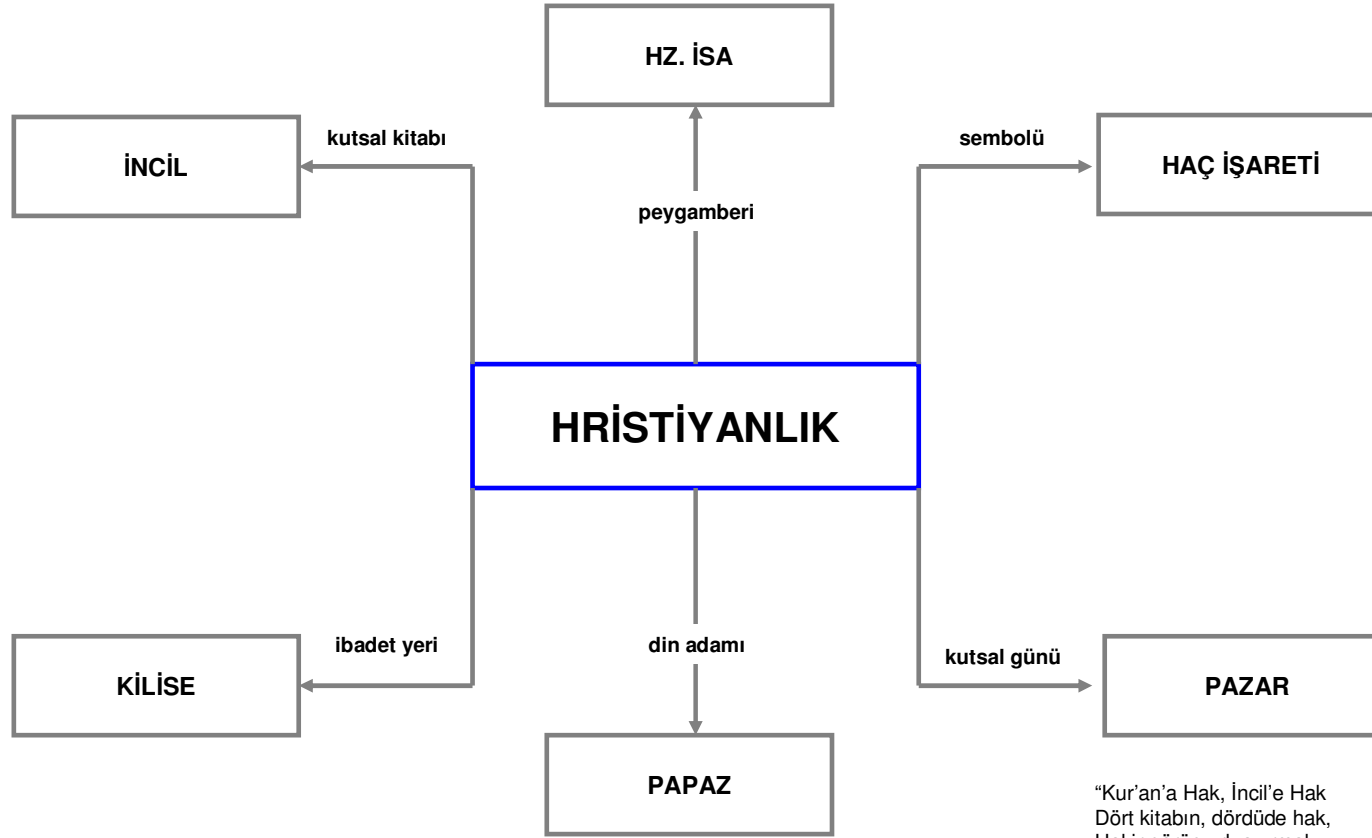 HZ. İSA
kutsal kitabı
sembolü
İNCİL
HAÇ İŞARETİ
peygamberi
HRİSTİYANLIK
ibadet yeri
din adamı
kutsal günü
KİLİSE
PAZAR
PAPAZ
“Kur’an’a Hak, İncil’e Hak
Dört kitabın, dördüde hak,